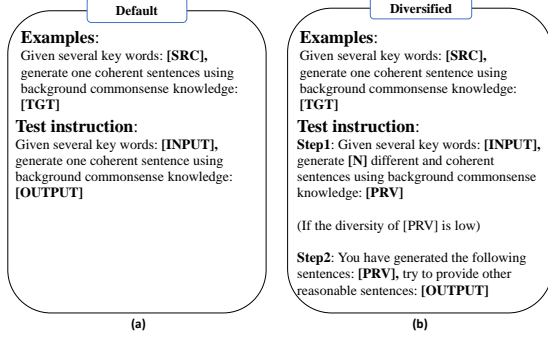 Default
Examples:
Given several key words: [SRC],
generate one coherent sentences using
background commonsense knowledge:
[TGT]
Test instruction:
Given several key words: [INPUT],
generate one coherent sentence using
background commonsense knowledge:
[OUTPUT]
(a)
Diversified
Examples:
Given several key words: [SRC],
generate one coherent sentences using
background commonsense knowledge:
[TGT]
Test instruction:
Step1: Given several key words: [INPUT],
generate [N] different and coherent
sentences using background commonsense
knowledge: [PRV]
(If the diversity of [PRV] is low)
Step2: You have generated the following
sentences: [PRV], try to provide other
reasonable sentences: [OUTPUT]
(b)